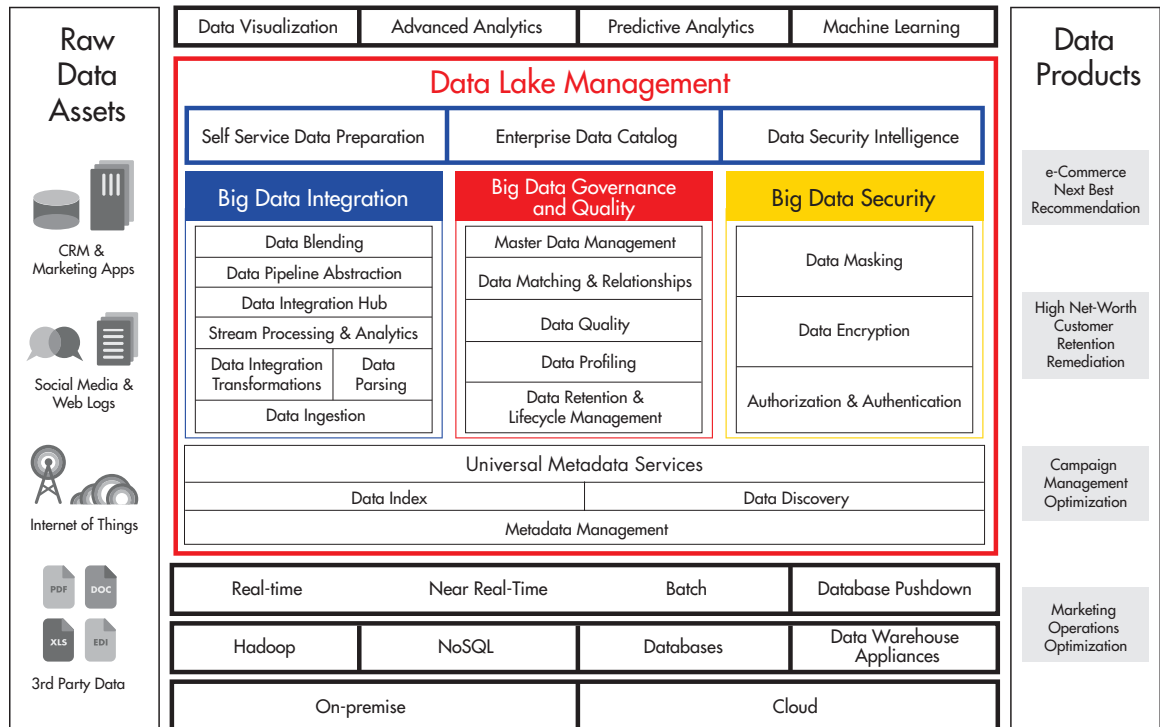 Raw
Data
Assets
CRM &
Marketing Apps
Social Media &
Web Logs
Internet of Things
PDF
DOC
XLS
EDI
3rd Party Data
Data Visualization
Advanced Analytics
Predictive Analytics
Machine Learning
Data Lake Management
Self Service Data Preparation
Enterprise Data Catalog
Data Security Intelligence
Big Data Integration
Data Blending
Data Pipeline Abstraction
Data Integration Hub
Stream Processing & Analytics
Data Integration
Transformations
Data
Parsing
Data Ingestion
Big Data Governance
and Quality
Master Data Management
Data Matching & Relationships
Data Quality
Data Profiling
Data Retention &
Lifecycle Management
Big Data Security
Data Masking
Data Encryption
Authorization & Authentication
Universal Metadata Services
Data Index
Data Discovery
Metadata Management
Real-time
Near Real-Time
Batch
Database Pushdown
Hadoop
NoSQL
Databases
Data Warehouse
Appliances
On-premise
Cloud
Data
Products
e-Commerce
Next Best
Recommendation
High Net-Worth
Customer
Retention
Remediation
Campaign
Management
Optimization
Marketing
Operations
Optimization